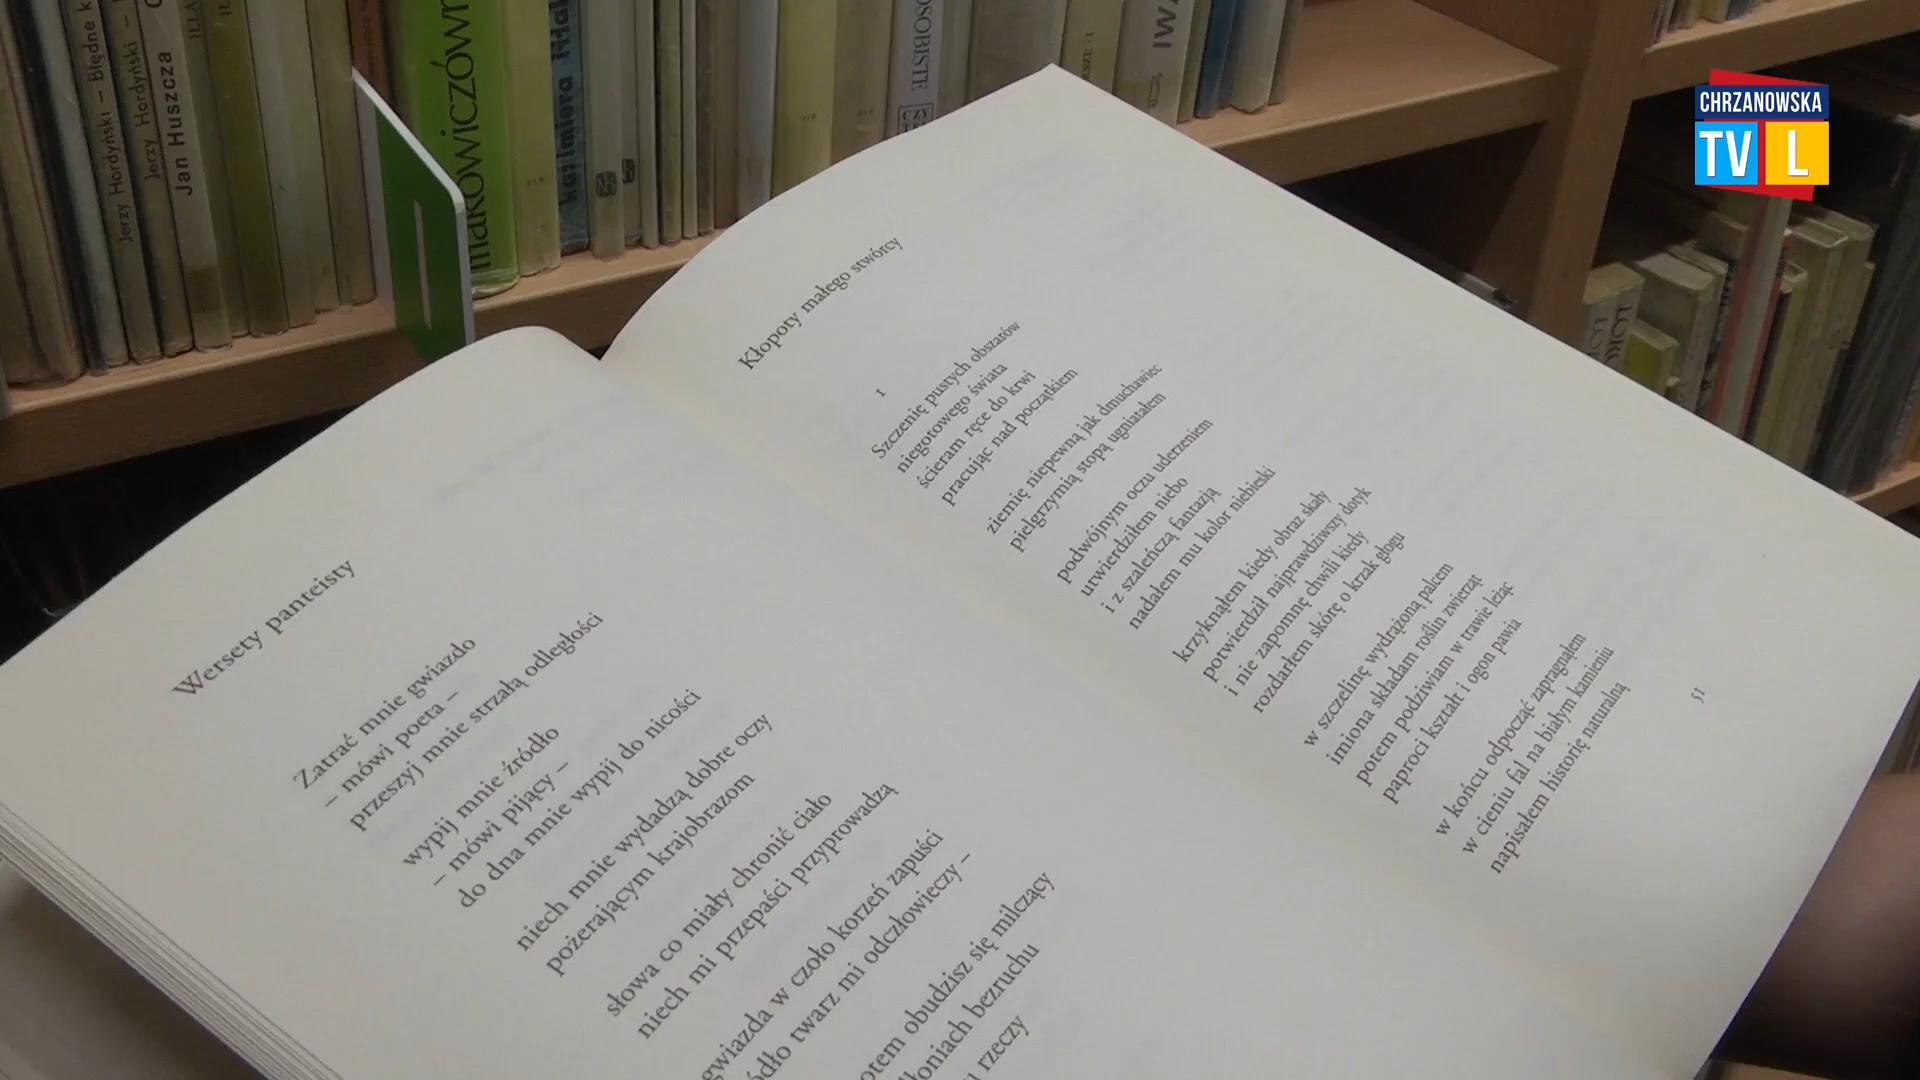 Jerzy Hordyński – Błędne k
Jerzy Hordyński –
Jan Huszcza
makowiczówn
OSOBISTE
IWA
CHRZANOWSKA
TV L
Wersety panteisty
Zatrać mnie gwiazdo
– mówi poeta –
przeszyj mnie strzałą odległości
wypij mnie źródło
– mówi pijący –
do dna mnie wypij do nicości
niech mnie wydadzą dobre oczy
pożerającym krajobrazom
słowa co miały chronić ciało
niech mi przepaści przyprowadzą
gwiazda w czoło korzeń zapuści
ódło twarz mi odczłowieczy –
otem obudzisz się milczący
łoniach bezruchu
u rzeczy
Kłopoty małego stwórcy
1
Szczenię pustych obszarów
niegotowego świata
ścieram ręce do krwi
pracując nad początkiem
ziemię niepewną jak dmuchawiec
pielgrzymią stopą ugniatałem
podwójnym oczu uderzeniem
utwierdziłem niebo
i z szaleńczą fantazją
nadałem mu kolor niebieski
krzyknąłem kiedy obraz skały
potwierdził najprawdziwszy dotyk
i nie zapomnę chwili kiedy
rozdarłem skórę o krzak głogu
w szczelinę wydrążoną palcem
imiona składam roślin zwierząt
potem podziwiam w trawie leżąc
paproci kształt i ogon pawia
w końcu odpocząć zapragnąłem
w cieniu fal na białym kamieniu
napisałem historię naturalną
51